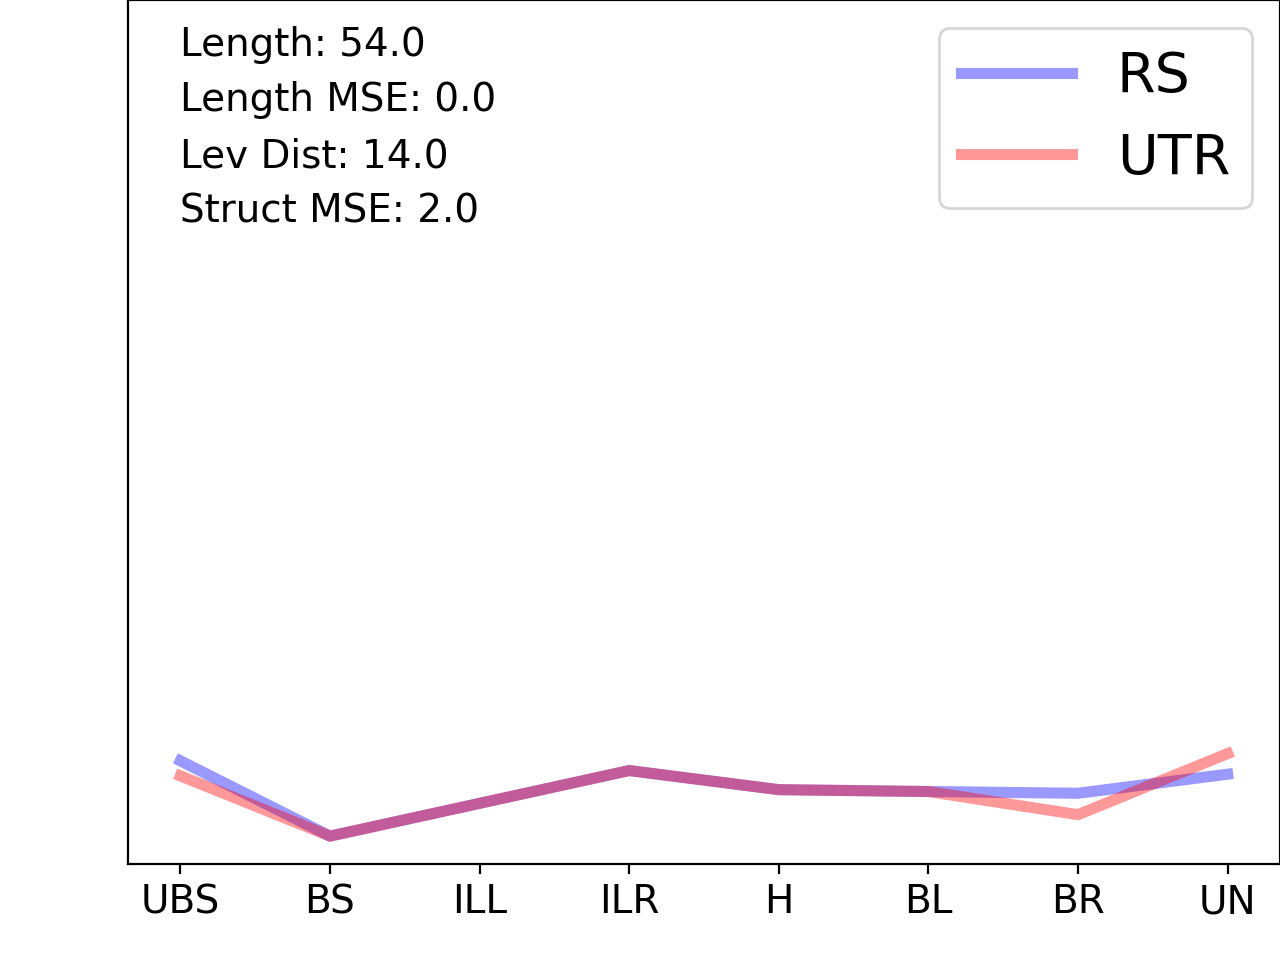 Length: 54.0
Length MSE: 0.0
Lev Dist: 14.0
Struct MSE: 2.0
RS
UTR
UBS BS ILL ILR H BL BR UN